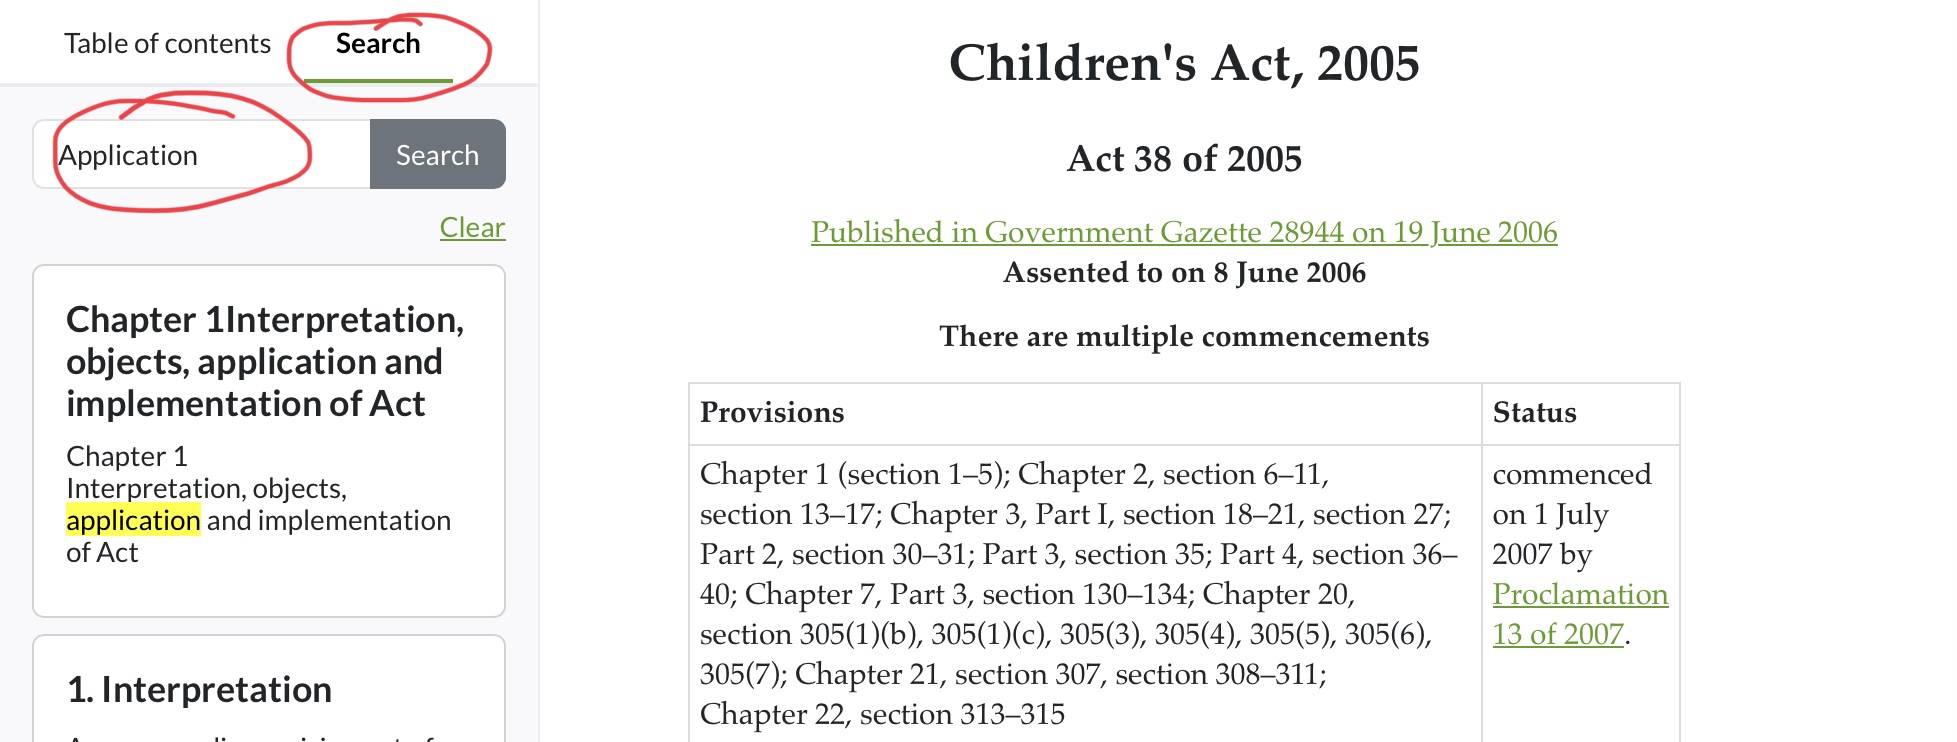 Table of contents
Search
Application
Search
Clear
Chapter 1Interpretation,
objects, application and
implementation of Act
Chapter 1
Interpretation, objects,
application and implementation
of Act
1. Interpretation
Children's Act, 2005
Act 38 of 2005
Published in Government Gazette 28944 on 19 June 2006
Assented to on 8 June 2006
There are multiple commencements
Provisions
Status
Chapter 1 (section 1–5); Chapter 2, section 6–11,
section 13–17; Chapter 3, Part I, section 18–21, section 27;
Part 2, section 30–31; Part 3, section 35; Part 4, section 36–
40; Chapter 7, Part 3, section 130–134; Chapter 20,
section 305(1)(b), 305(1)(c), 305(3), 305(4), 305(5), 305(6),
305(7); Chapter 21, section 307, section 308–311;
Chapter 22, section 313–315
commenced
on 1 July
2007 by
Proclamation
13 of 2007.